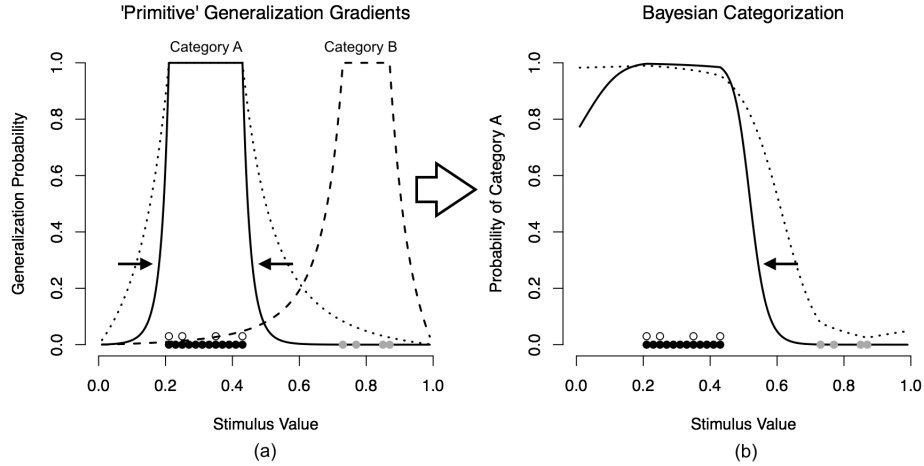 'Primitive' Generalization Gradients
Category A
Category B
Generalization Probability
1.0
0.8
0.6
0.4
0.2
0.0
0.0 0.2 0.4 0.6 0.8 1.0
Stimulus Value
(a)
Bayesian Categorization
Probability of Category A
1.0
0.8
0.6
0.4
0.2
0.0
0.0 0.2 0.4 0.6 0.8 1.0
Stimulus Value
(b)